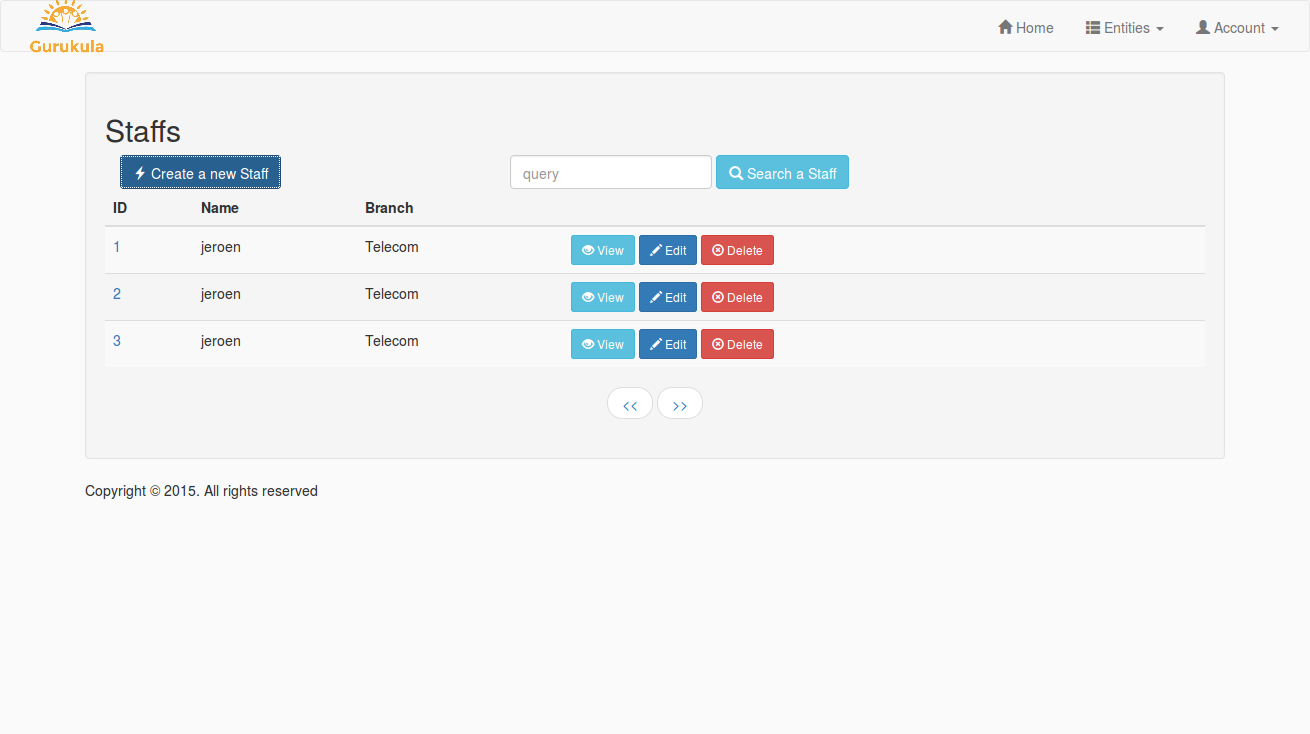 Gurukula
Home Entities Account
Staffs
Create a new Staff query Search a Staff
ID Name Branch
1 jeroen Telecom View Edit Delete
2 jeroen Telecom View Edit Delete
3 jeroen Telecom View Edit Delete
<< >>
Copyright © 2015. All rights reserved